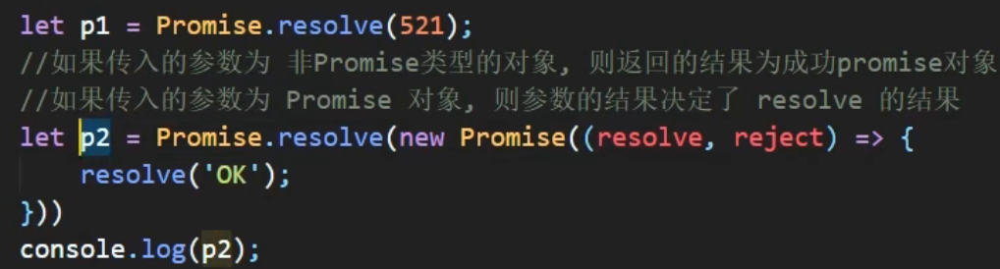 let p1 = Promise.resolve(521);
//如果传入的参数为 非Promise类型的对象, 则返回的结果为成功promise对象
//如果传入的参数为 Promise 对象, 则参数的结果决定了 resolve 的结果
let p2 = Promise.resolve(new Promise((resolve, reject) => {
    resolve('OK');
}))
console.log(p2);